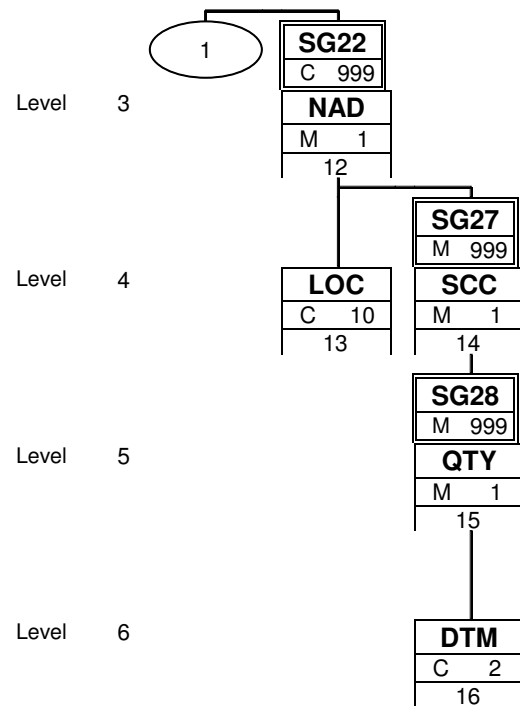 1
SG22
C 999
Level 3
NAD
M 1
12
SG27
M 999
Level 4
LOC
C 10
13
SCC
M 1
14
SG28
M 999
Level 5
QTY
M 1
15
Level 6
DTM
C 2
16